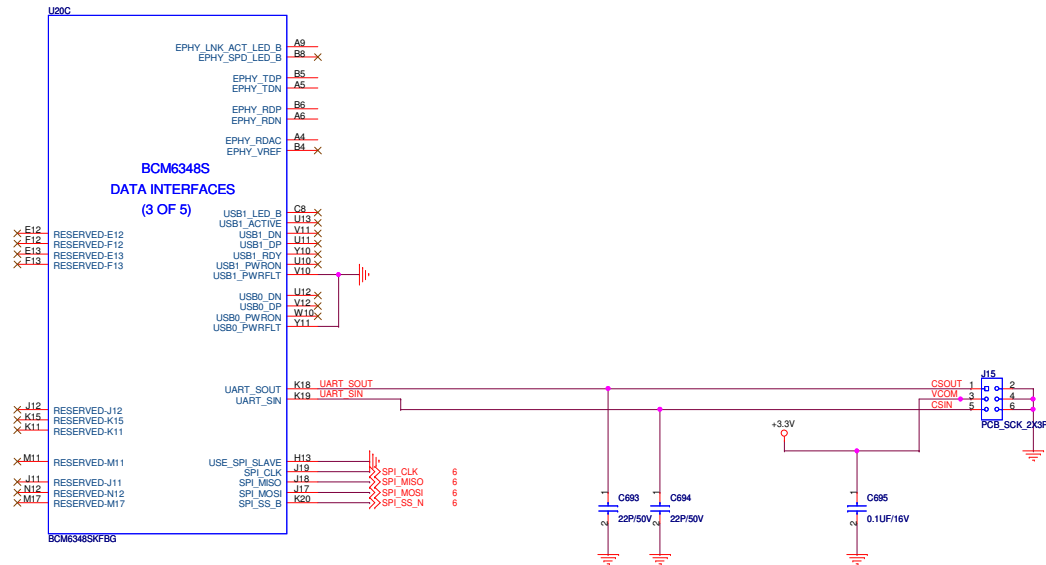 U20C
EPHY_LNK_ACT_LED_B A9
EPHY_SPD_LED_B B8
EPHY_TDP B5
EPHY_TDN A5
EPHY_RDP B6
EPHY_RDN A6
EPHY_RDAC A4
EPHY_VREF B4
BCM6348S
DATA INTERFACES
(3 OF 5)
USB1_LED_B C8
USB1_ACTIVE U13
E12 RESERVED-E12 USB1_DN V11
F12 RESERVED-F12 USB1_DP U11
E13 RESERVED-E13 USB1_RDY Y10
F13 RESERVED-F13 USB1_PWRON U10
USB1_PWRFLT V10
USB0_DN U12
USB0_DP V12
USB0_PWRON W10
USB0_PWRFLT Y11
J15
UART_SOUT K18 UART_SOUT CSOUT 1 2
UART_SIN K19 UART_SIN VCOM 3 4
J12 RESERVED-J12 CSIN 5 6
K15 RESERVED-K15
K11 RESERVED-K11
PCB_SCK_2X3P
+3.3V
M11 RESERVED-M11 USE_SPI_SLAVE H13
SPI_CLK J19 SPI_CLK 6
J11 RESERVED-J11 SPI_MISO J18 SPI_MISO 6
N12 RESERVED-N12 SPI_MOSI J17 SPI_MOSI 6
M17 RESERVED-M17 SPI_SS_B K20 SPI_SS_N 6
1 C693 1 C694 1 C695
2 22P/50V 2 22P/50V 2 0.1UF/16V
BCM6348SKFBG